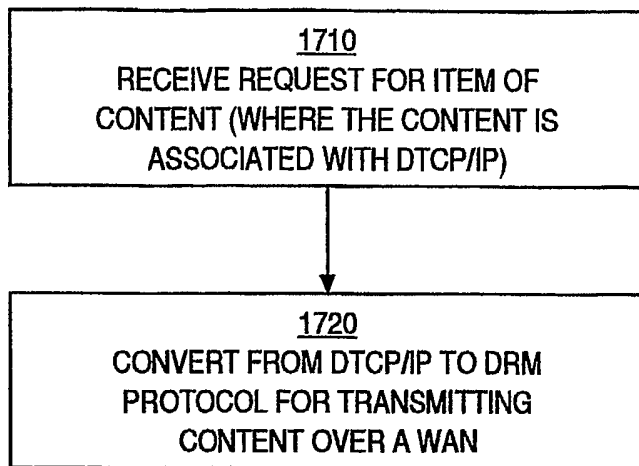 1710
RECEIVE REQUEST FOR ITEM OF
CONTENT (WHERE THE CONTENT IS
ASSOCIATED WITH DTCP/IP)
1720
CONVERT FROM DTCP/IP TO DRM
PROTOCOL FOR TRANSMITTING
CONTENT OVER A WAN